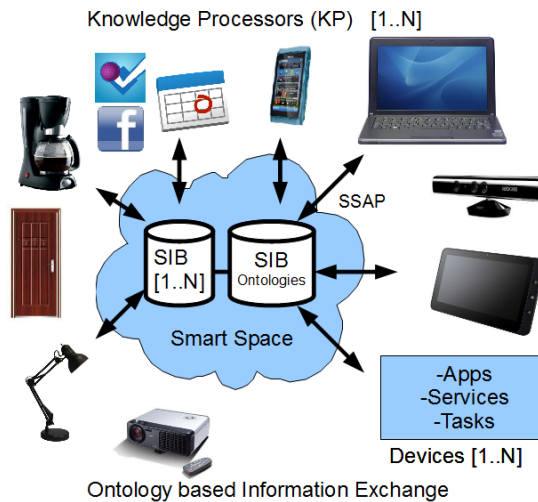 Knowledge Processors (KP) [1..N]
SSAP
SIB
[1..N]
SIB
Ontologies
Smart Space
-Apps
-Services
-Tasks
Devices [1..N]
Ontology based Information Exchange